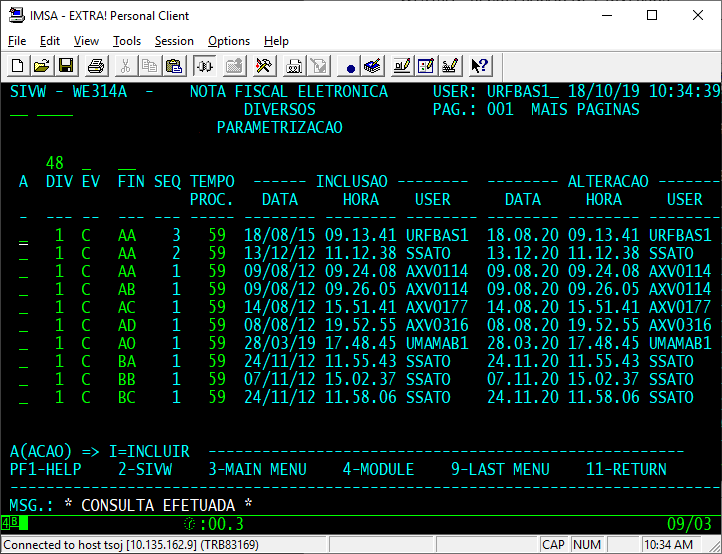 IMSA - EXTRA! Personal Client
File Edit View Tools Session Options Help
SIVW - WE314A - NOTA FISCAL ELETRONICA USER: URFBAS1_ 18/10/19 10:34:39
__ ____ DIVERSOS PAG.: 001 MAIS PAGINAS
PARAMETRIZACAO
48 _ __
A DIV EV FIN SEQ TEMPO ------ INCLUSAO -------- -------- ALTERACAO --------
PROC. DATA HORA USER DATA HORA USER
- --- -- --- --- ----- -------- -------- ------- -------- -------- -------
_ 1 C AA 3 59 18/08/15 09.13.41 URFBAS1 18.08.20 09.13.41 URFBAS1
_ 1 C AA 2 59 13/12/12 11.12.38 SSATO 13.12.20 11.12.38 SSATO
_ 1 C AA 1 59 09/08/12 09.24.08 AXV0114 09.08.20 09.24.08 AXV0114
_ 1 C AB 1 59 09/08/12 09.26.05 AXV0114 09.08.20 09.26.05 AXV0114
_ 1 C AC 1 59 14/08/12 15.51.41 AXV0177 14.08.20 15.51.41 AXV0177
_ 1 C AD 1 59 08/08/12 19.52.55 AXV0316 08.08.20 19.52.55 AXV0316
_ 1 C AO 1 59 28/03/19 17.48.45 UMAMAB1 28.03.20 17.48.45 UMAMAB1
_ 1 C BA 1 59 24/11/12 11.55.43 SSATO 24.11.20 11.55.43 SSATO
_ 1 C BB 1 59 07/11/12 15.02.37 SSATO 07.11.20 15.02.37 SSATO
_ 1 C BC 1 59 24/11/12 11.58.06 SSATO 24.11.20 11.58.06 SSATO
A(ACAO) => I=INCLUIR ----------------------------------------------------
PF1-HELP 2-SIVW 3-MAIN MENU 4-MODULE 9-LAST MENU 11-RETURN
-------------------------------------------------------------------------------
MSG.: * CONSULTA EFETUADA *
4B :00.3 09/03
Connected to host tsoj [10.135.162.9] (TRB83169) CAP NUM 10:34 AM